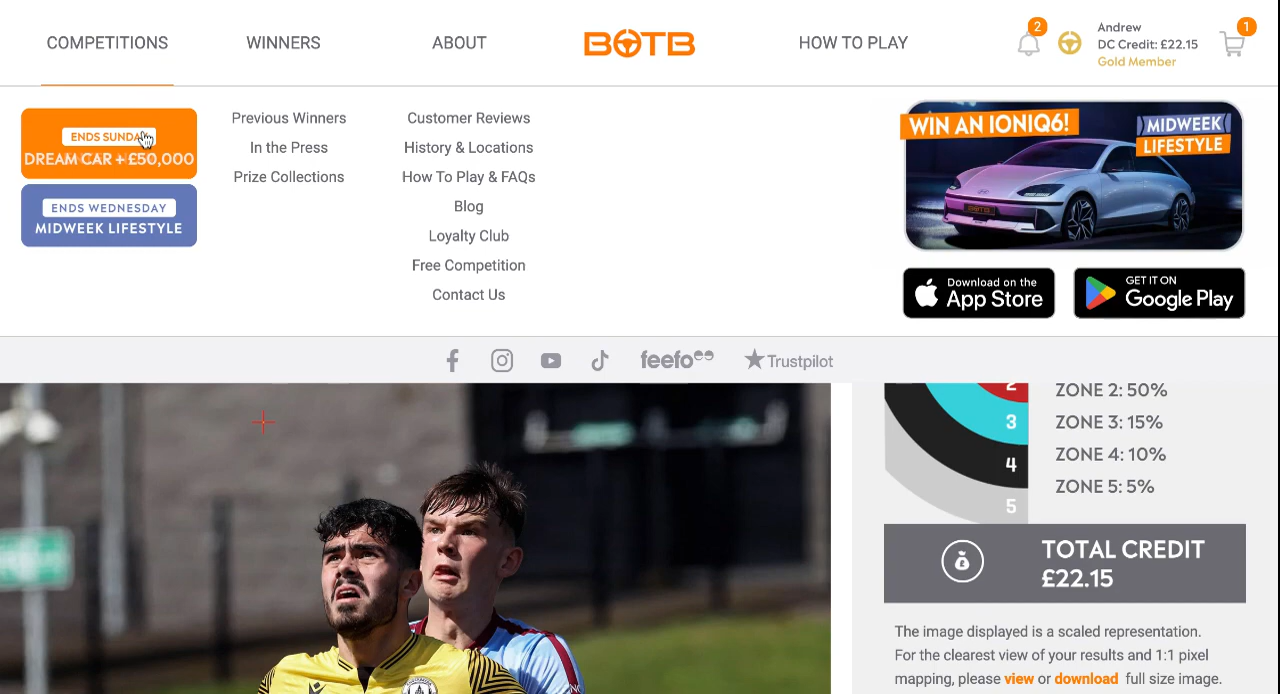 COMPETITIONS
WINNERS
ABOUT
BOTB
HOW TO PLAY
2
Andrew
DC Credit: £22.15
Gold Member
1
ENDS SUNDAY
DREAM CAR + £50,000
ENDS WEDNESDAY
MIDWEEK LIFESTYLE
Previous Winners
In the Press
Prize Collections
Customer Reviews
History & Locations
How To Play & FAQs
Blog
Loyalty Club
Free Competition
Contact Us
WIN AN IONIQ6!
MIDWEEK
LIFESTYLE
BOTB
Download on the
App Store
GET IT ON
Google Play
feefo
Trustpilot
2
3
4
5
ZONE 2: 50%
ZONE 3: 15%
ZONE 4: 10%
ZONE 5: 5%
TOTAL CREDIT
£22.15
The image displayed is a scaled representation.
For the clearest view of your results and 1:1 pixel
mapping, please view or download full size image.